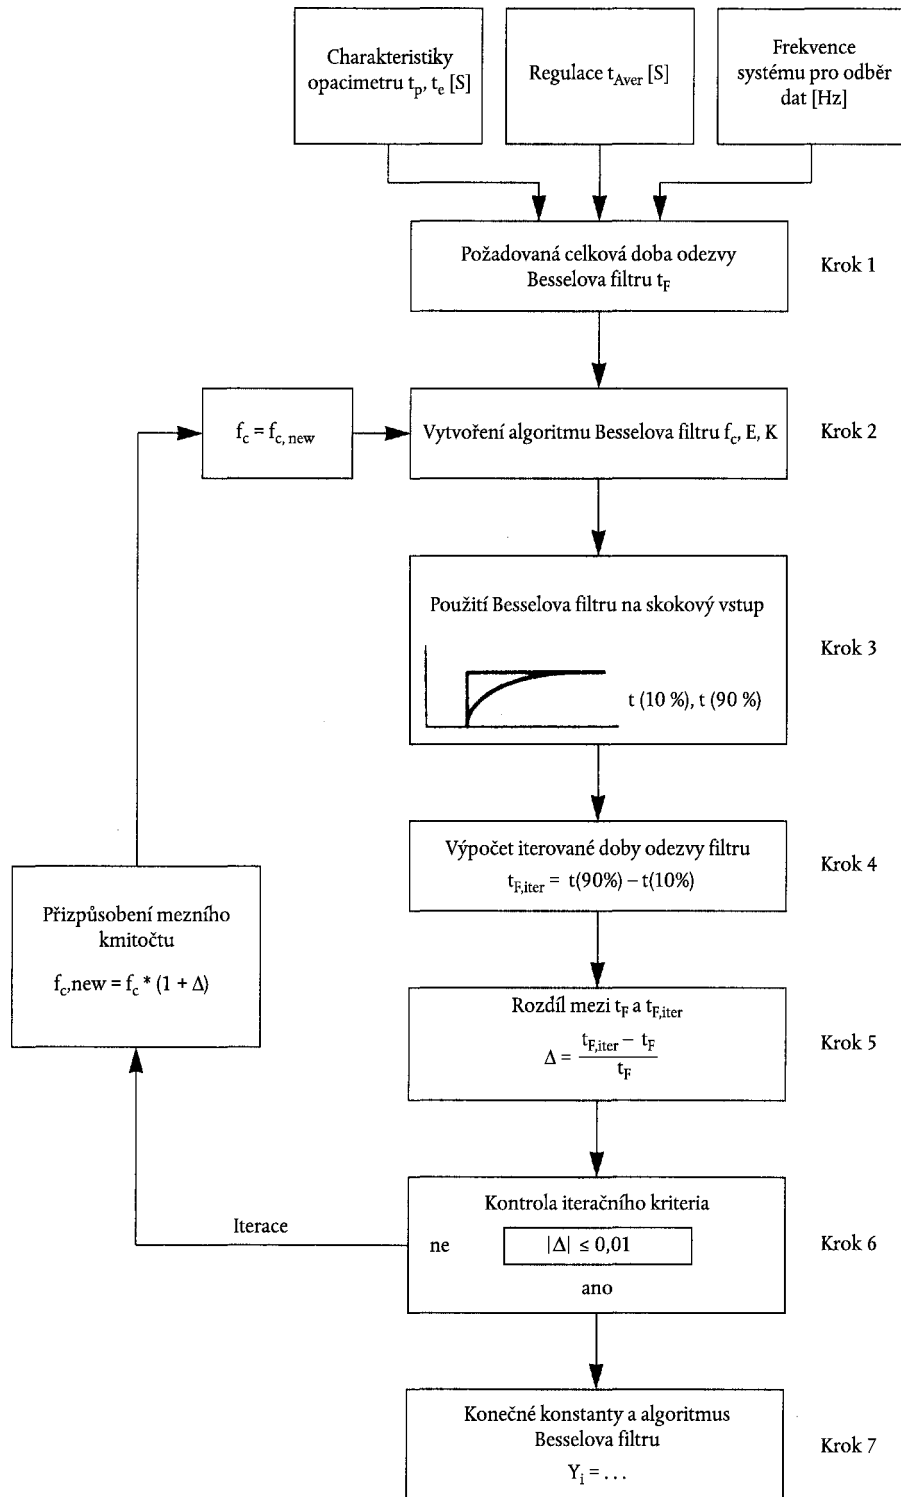 Charakteristiky
opacimetru t_p, t_e [S]
Regulace t_Aver [S]
Frekvence
systému pro odběr
dat [Hz]
Požadovaná celková doba odezvy
Besselova filtru t_F
Krok 1
f_c = f_c, new
Vytvoření algoritmu Besselova filtru f_c, E, K
Krok 2
Použití Besselova filtru na skokový vstup
t (10 %), t (90 %)
Krok 3
Výpočet iterované doby odezvy filtru
t_F,iter = t(90%) – t(10%)
Krok 4
Přizpůsobení mezního
kmitočtu
f_c,new = f_c * (1 + Δ)
Rozdíl mezi t_F a t_F,iter
Δ = (t_F,iter – t_F) / t_F
Krok 5
Kontrola iteračního kriteria
Iterace
ne
|Δ| ≤ 0,01
ano
Krok 6
Konečné konstanty a algoritmus
Besselova filtru
Y_i = . . .
Krok 7